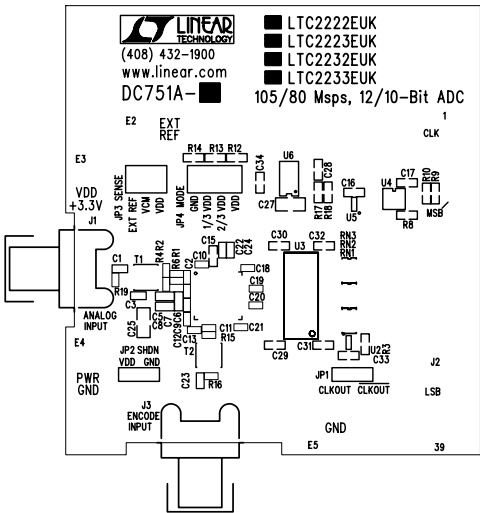 LINEAR
TECHNOLOGY
(408) 432-1900
www.linear.com
DC751A-
LTC2222EUK
LTC2223EUK
LTC2232EUK
LTC2233EUK
105/80 Msps, 12/10-Bit ADC
E2
EXT
REF
1
CLK
E3
R14
R13
R12
C34
U6
C28
C17
R10
R9
C16
U4
MSB
VDD
+3.3V
JP3 SENSE
EXT REF
VCM
VDD
JP4 MODE
GND
1/3 VDD
2/3 VDD
VDD
C27
R17
R18
U5
R8
J1
C1
T1
R4
R2
R6
R1
C2
C10
C15
C22
C24
C18
C30
U3
C32
RN3
RN2
RN1
R19
C3
C19
C20
ANALOG
INPUT
C25
C5
C8
C7
C12
C9
C6
C13
C11
R15
C21
E4
JP2 SHDN
VDD
GND
T2
C29
C31
U2
R3
C33
J2
PWR
GND
C23
R16
JP1
CLKOUT
CLKOUT
LSB
J3
ENCODE
INPUT
GND
E5
39